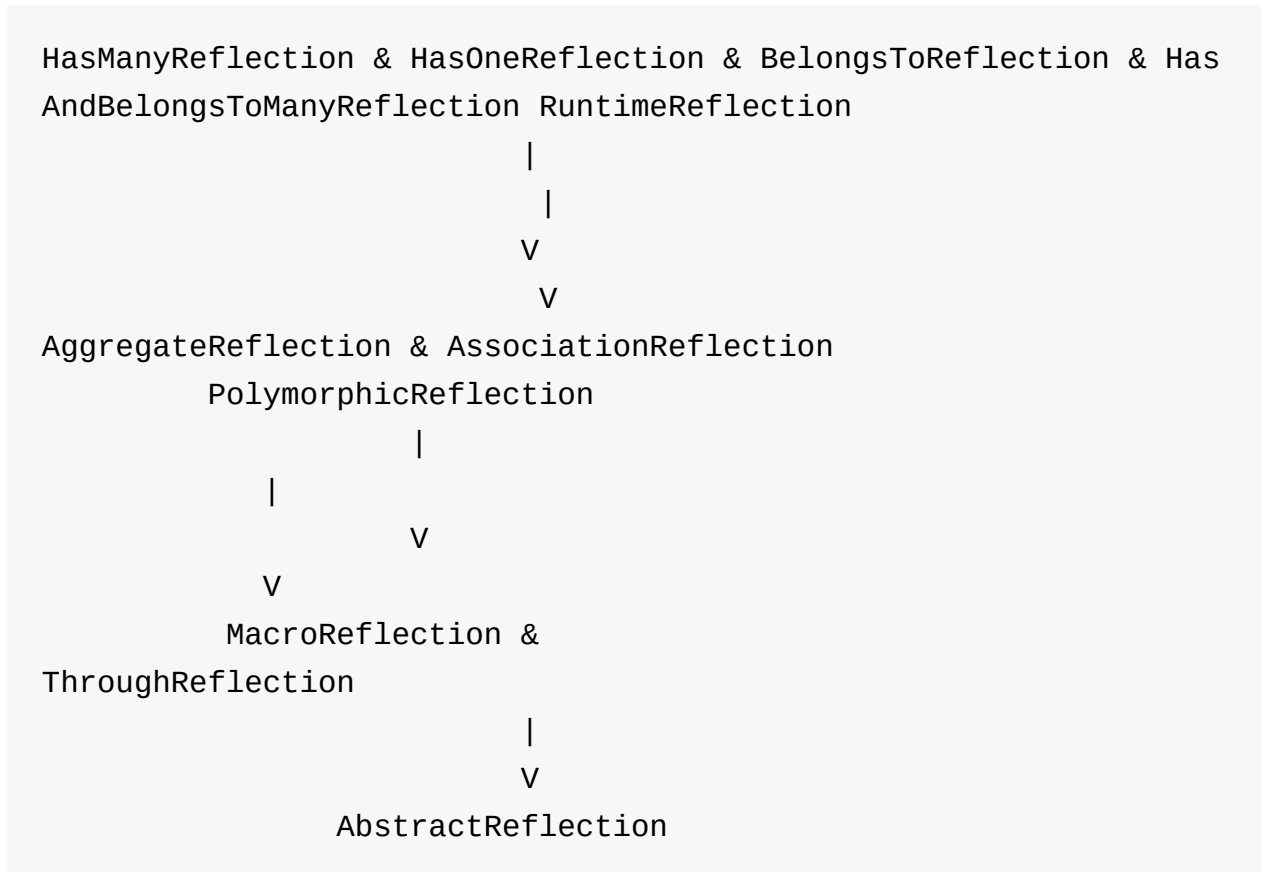 HasManyReflection & HasOneReflection & BelongsToReflection & Has
AndBelongsToManyReflection RuntimeReflection
|
|
V
V
AggregateReflection & AssociationReflection
PolymorphicReflection
|
|
V
V
MacroReflection &
ThroughReflection
|
V
AbstractReflection